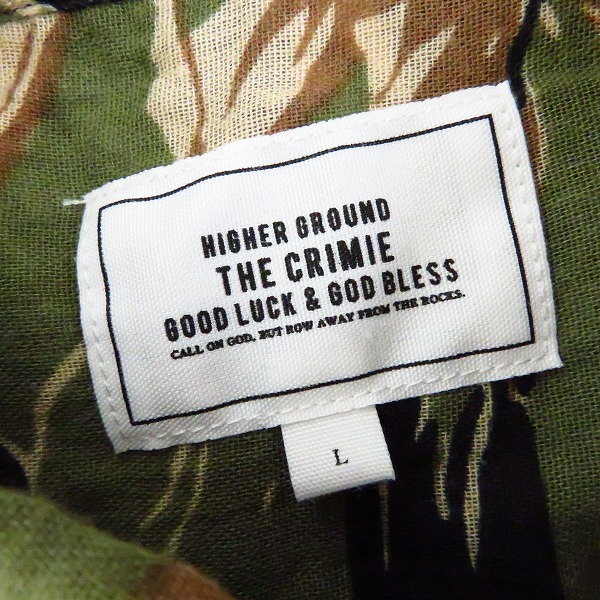 HIGHER GROUND
THE CRIMIE
GOOD LUCK & GOD BLESS
CALL ON GOD, BUT ROW AWAY FROM THE ROCKS.
L